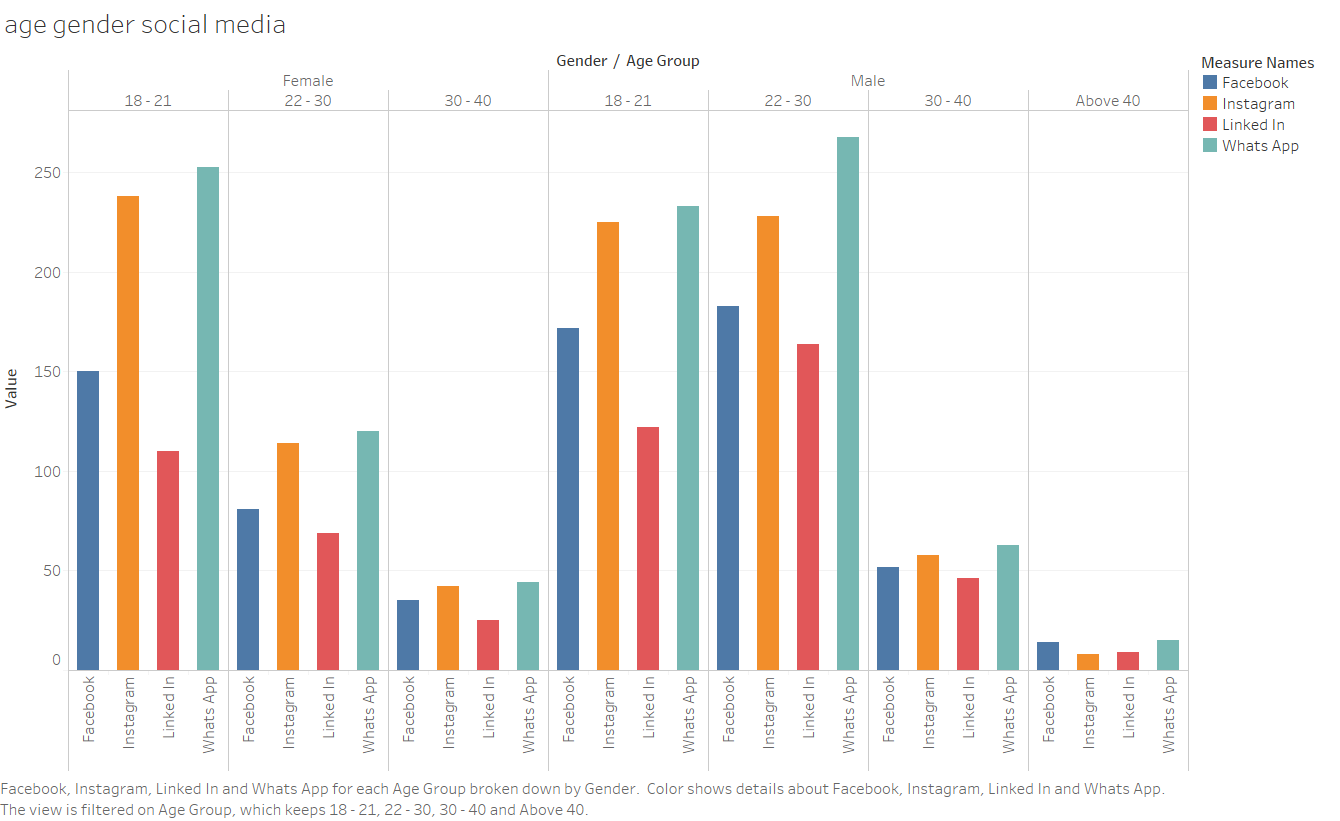 age gender social media
Gender / Age Group
Female Male
18 - 21 22 - 30 30 - 40 18 - 21 22 - 30 30 - 40 Above 40
Measure Names
Facebook
Instagram
Linked In
Whats App
Value
250
200
150
100
50
0
Facebook Instagram Linked In Whats App Facebook Instagram Linked In Whats App Facebook Instagram Linked In Whats App Facebook Instagram Linked In Whats App Facebook Instagram Linked In Whats App Facebook Instagram Linked In Whats App Facebook Instagram Linked In Whats App
Facebook, Instagram, Linked In and Whats App for each Age Group broken down by Gender. Color shows details about Facebook, Instagram, Linked In and Whats App.
The view is filtered on Age Group, which keeps 18 - 21, 22 - 30, 30 - 40 and Above 40.